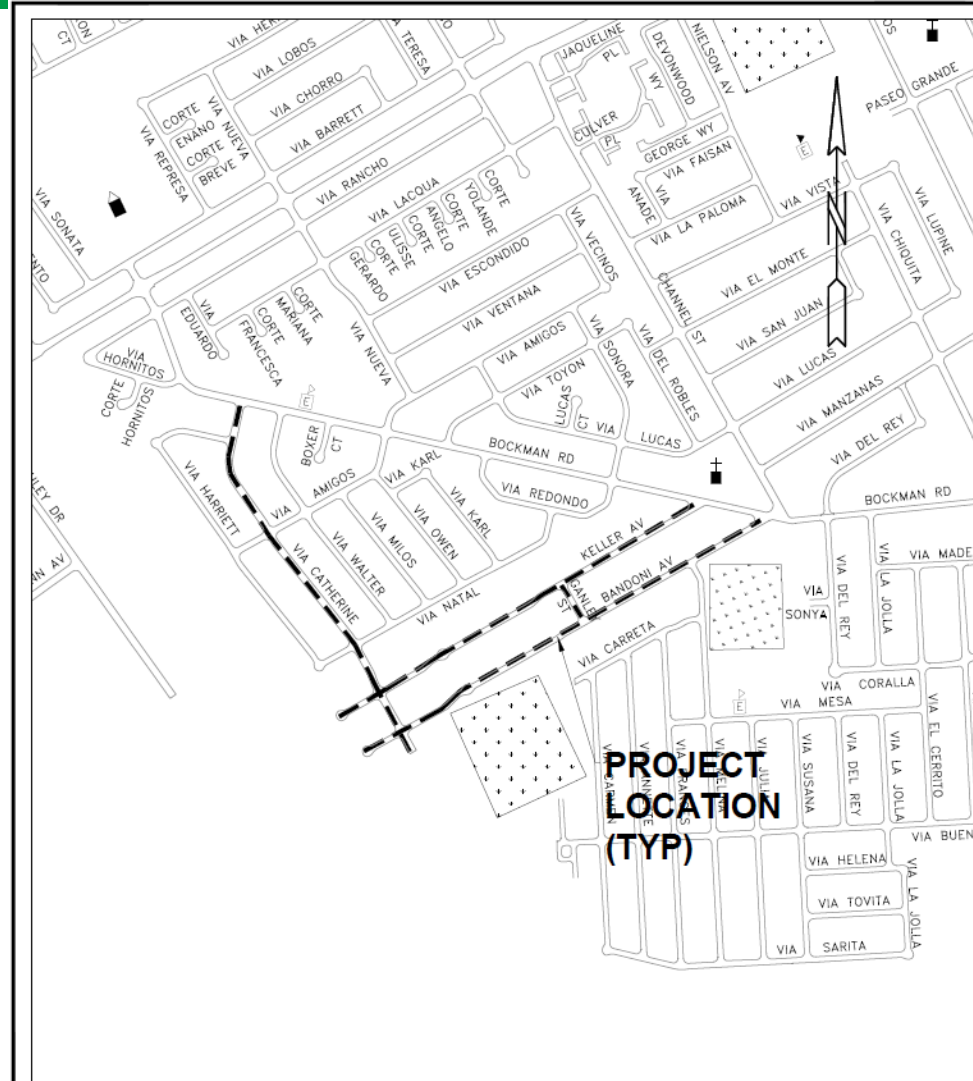 CT
VIA LOBOS
VIA CHORRO
VIA BARRETT
TERESA
JAQUELINE
PL
DEVONWOOD
WY
NIELSON AV
PASEO GRANDE
CORTE
ENANO
CORTE
BREVE
VIA NUEVA
VIA REPRESA
VIA RANCHO
CULVER
PL
GEORGE WY
VIA FAISAN
VIA
ANADE
VIA LA PALOMA
VIA VISTA
N
E
VIA SONATA
VIA LACQUA
CORTE
YOLANDE
CORTE
ANGELO
CORTE
ULISSE
CORTE
GERARDO
VIA VECINOS
VIA CHIQUITA
VIA LUPINE
VIA ESCONDIDO
VIA VENTANA
CHANNEL ST
VIA EL MONTE
VIA SAN JUAN
VIA
EDUARDO
CORTE
MARIANA
CORTE
FRANCESCA
VIA NUEVA
VIA AMIGOS
VIA SONORA
VIA DEL ROBLES
VIA LUCAS
VIA
HORNITOS
CORTE
HORNITOS
VIA TOYON
LUCAS
CT
VIA
LUCAS
VIA MANZANAS
VIA DEL REY
E
BOXER
CT
BOCKMAN RD
VIA HARRIETT
VIA
AMIGOS
VIA KARL
VIA REDONDO
BOCKMAN RD
VIA KARL
VIA OWEN
VIA MILOS
VIA WALTER
VIA CATHERINE
KELLER AV
VIA NATAL
GANLEY
ST
BANDONI AV
VIA CARRETA
VIA
SONYA
VIA DEL REY
VIA LA JOLLA
VIA MADE
VIA CORALLA
VIA MESA
E
PROJECT
LOCATION
(TYP)
VIA CARMEN
VIA SUSANA
VIA DEL REY
VIA LA JOLLA
VIA EL CERRITO
VIA BUEN
VIA HELENA
VIA TOVITA
VIA LA JOLLA
VIA SARITA